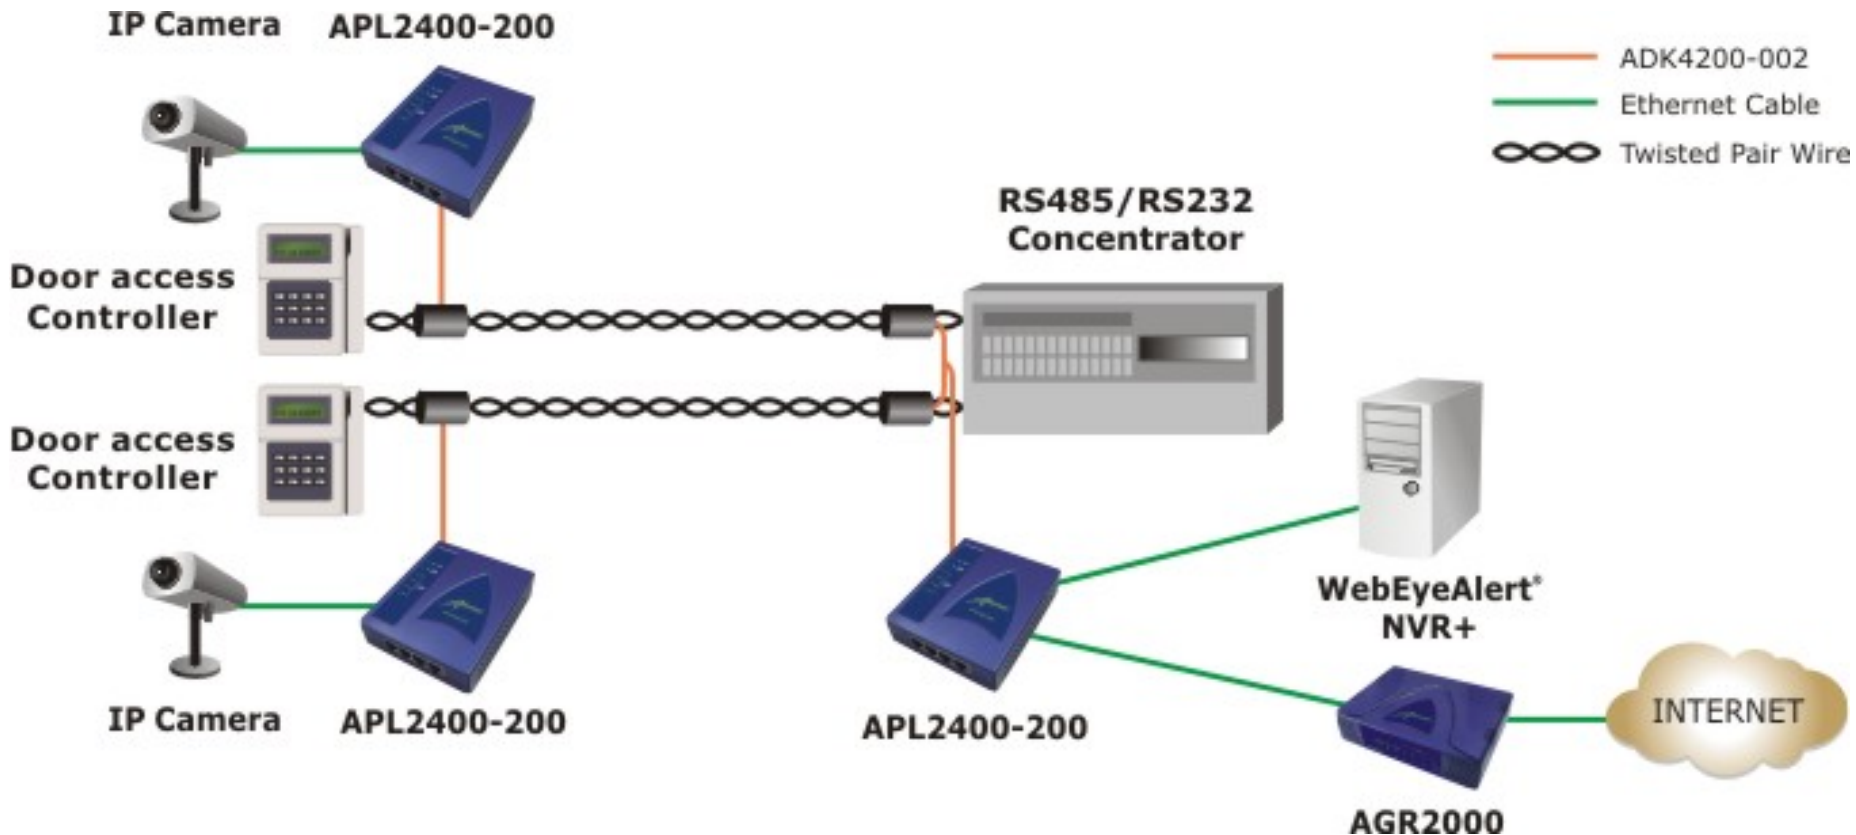 IP Camera
APL2400-200
ADK4200-002
Ethernet Cable
Twisted Pair Wire
RS485/RS232
Concentrator
Door access
Controller
Door access
Controller
WebEyeAlert®
NVR+
IP Camera
APL2400-200
APL2400-200
INTERNET
AGR2000